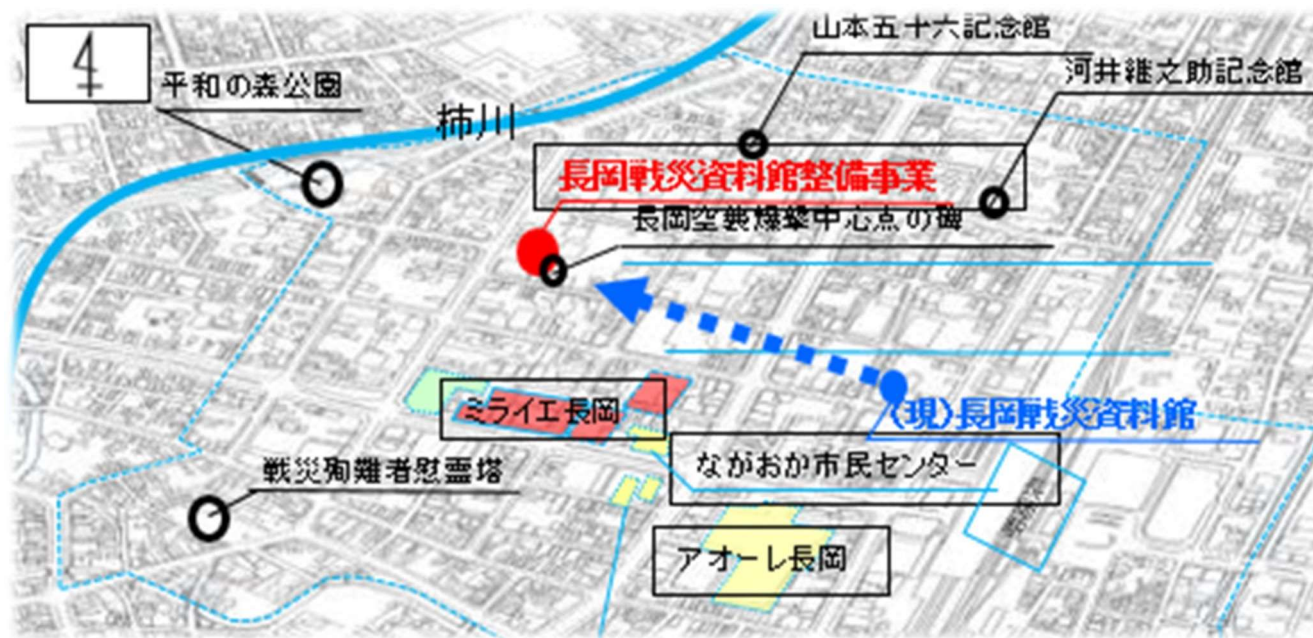 4
山本五十六記念館
平和の森公園
河井継之助記念館
柿川
長岡戦災資料館整備事業
長岡空襲爆撃中心点の碑
ミライエ長岡
(現)長岡戦災資料館
ながおか市民センター
戦災殉難者慰霊塔
アオーレ長岡